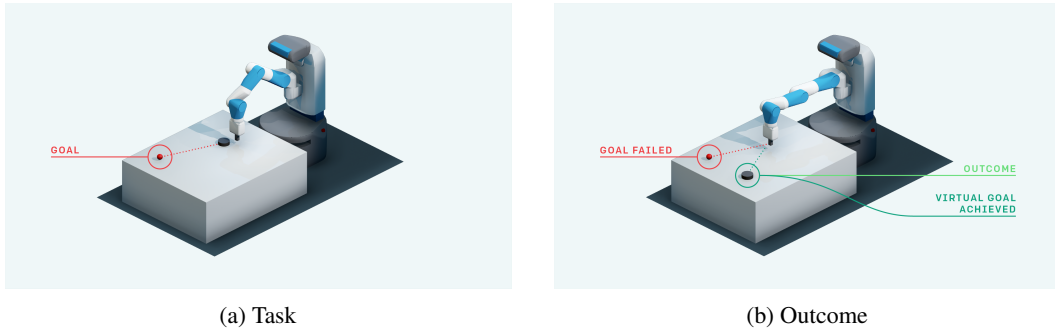 GOAL
GOAL FAILED
OUTCOME
VIRTUAL GOAL
ACHIEVED
(a) Task
(b) Outcome